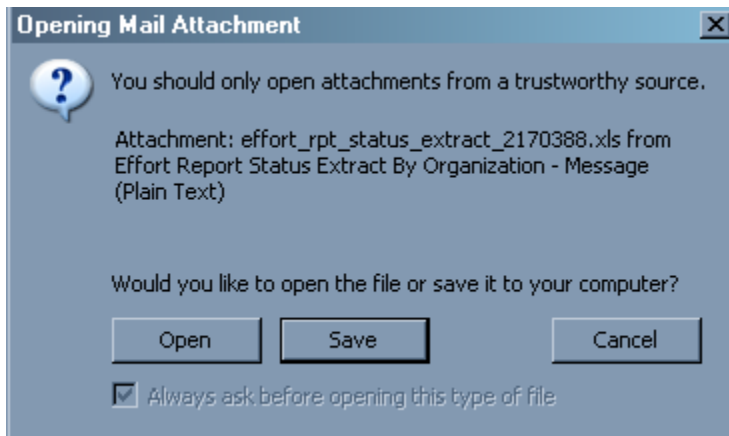 Opening Mail Attachment
You should only open attachments from a trustworthy source.
Attachment: effort_rpt_status_extract_2170388.xls from
Effort Report Status Extract By Organization - Message
(Plain Text)
Would you like to open the file or save it to your computer?
Open Save Cancel
Always ask before opening this type of file